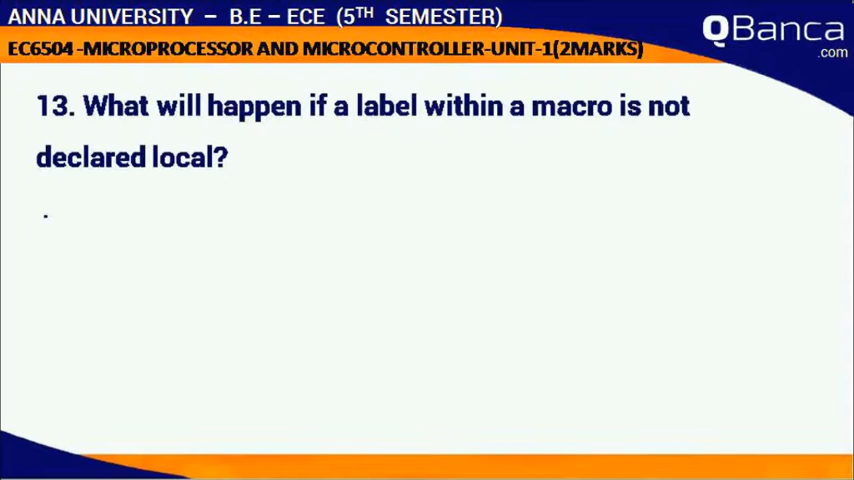 ANNA UNIVERSITY – B.E – ECE (5TH SEMESTER)
QBanca
.com
EC6504 -MICROPROCESSOR AND MICROCONTROLLER-UNIT-1(2MARKS)
13. What will happen if a label within a macro is not
declared local?